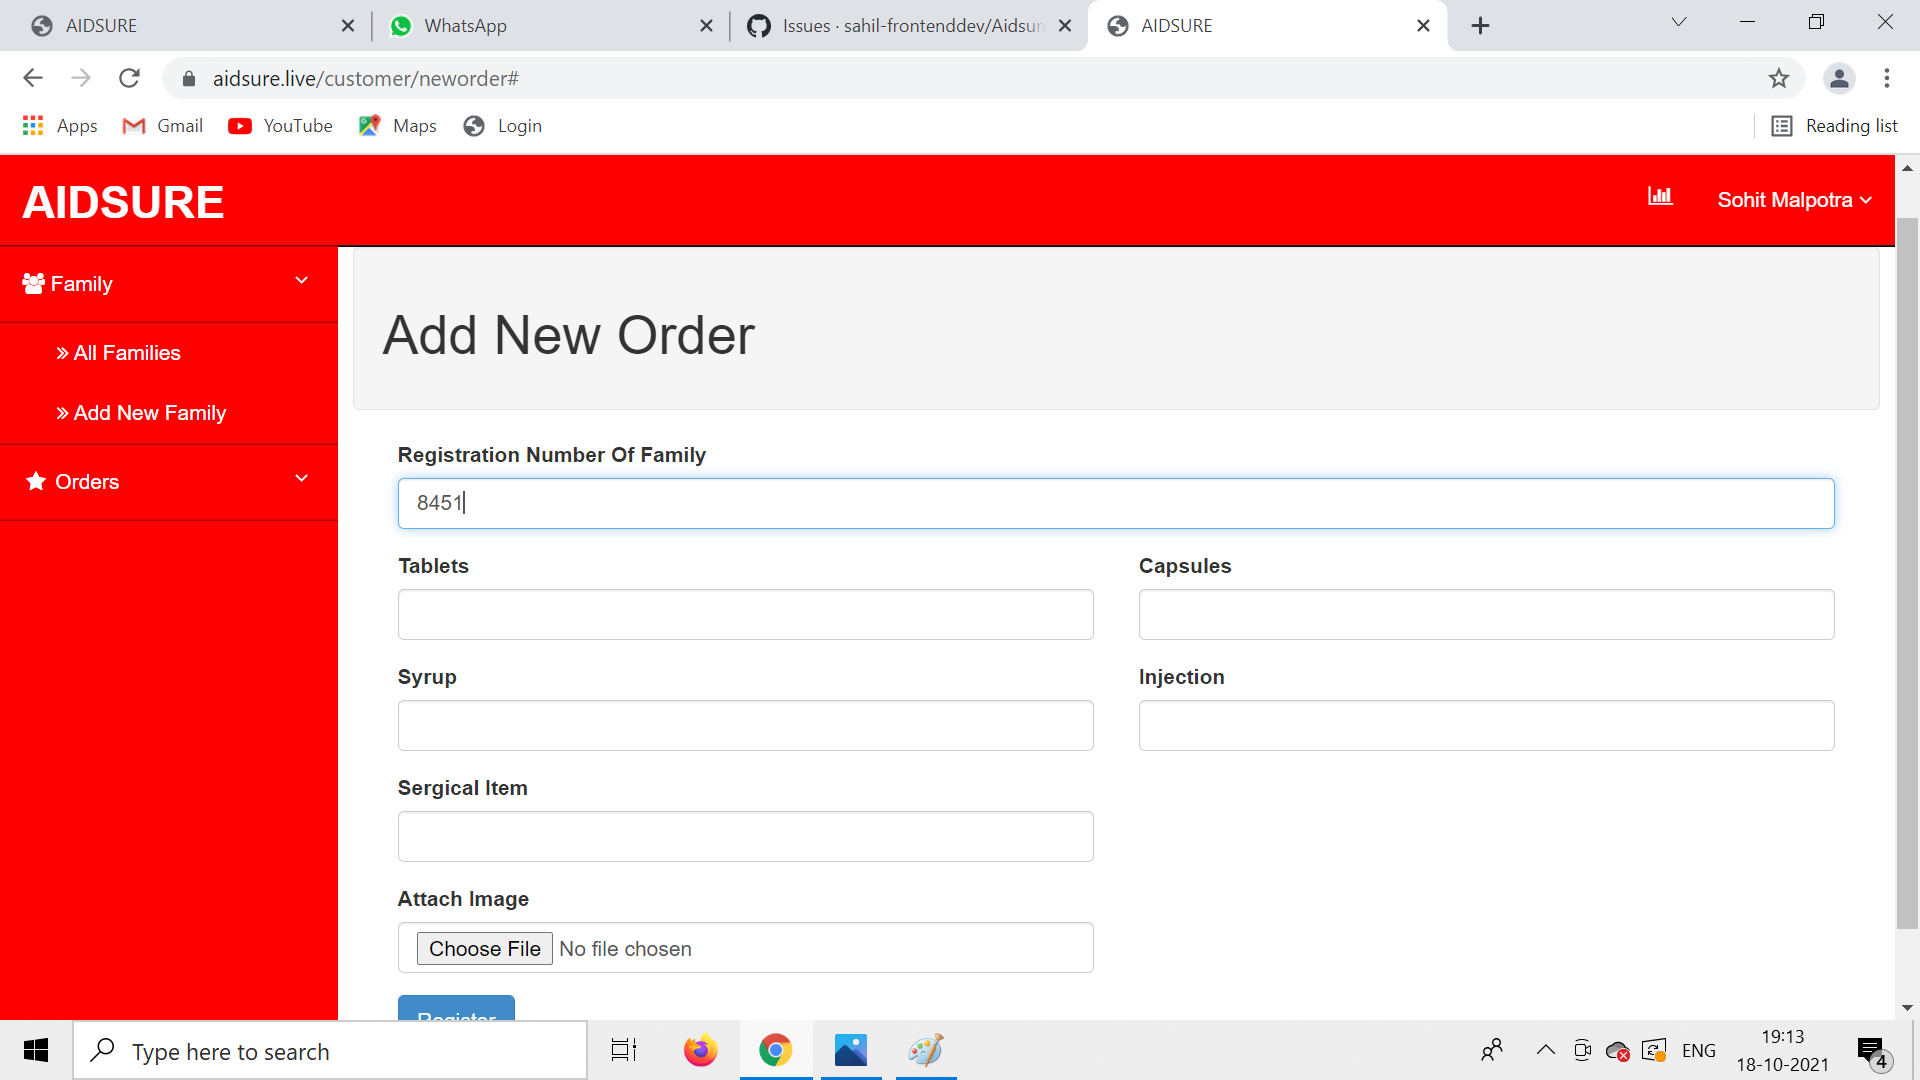 AIDSURE
WhatsApp
Issues · sahil-frontenddev/Aidsur
AIDSURE
aidsure.live/customer/neworder#
Apps
Gmail
YouTube
Maps
Login
Reading list
AIDSURE
Sohit Malpotra
Family
» All Families
» Add New Family
Orders
Add New Order
Registration Number Of Family
8451
Tablets
Capsules
Syrup
Injection
Sergical Item
Attach Image
Choose File No file chosen
Register
Type here to search
ENG
19:13
18-10-2021
4